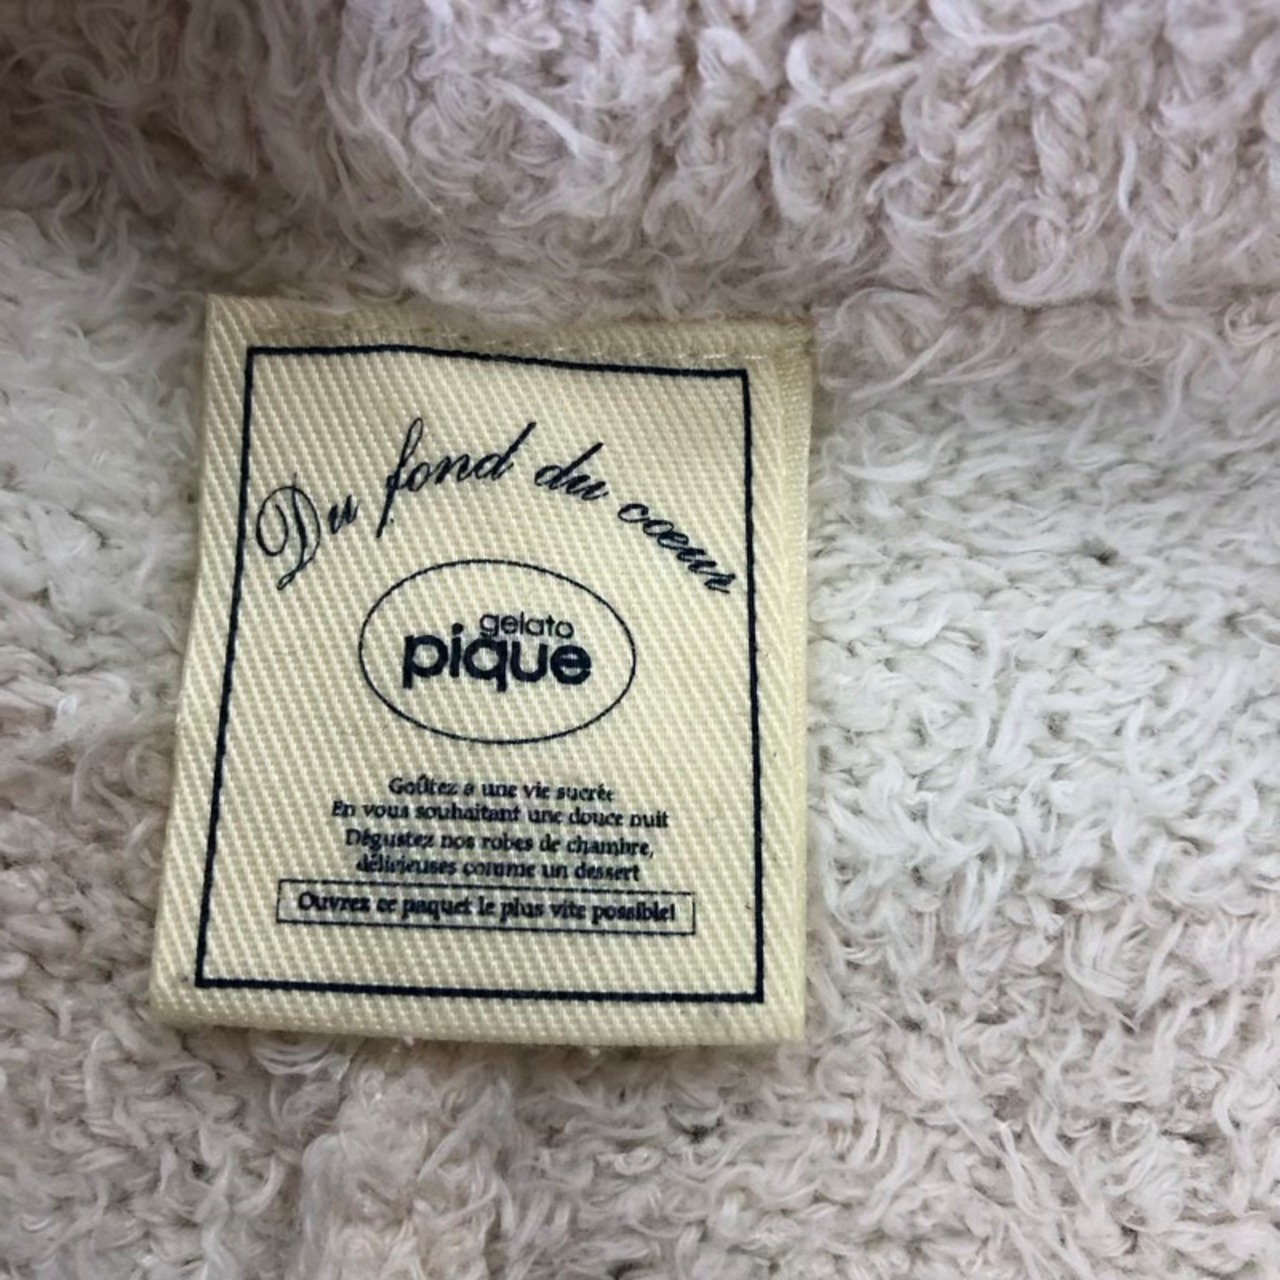 Du fond du cœur
gelato
pique
Goûtez a une vie sucrée
En vous souhaitant une douce nuit
Dégustez nos robes de chambre,
délicieuses comme un dessert
Ouvrez ce paquet le plus vite possible!